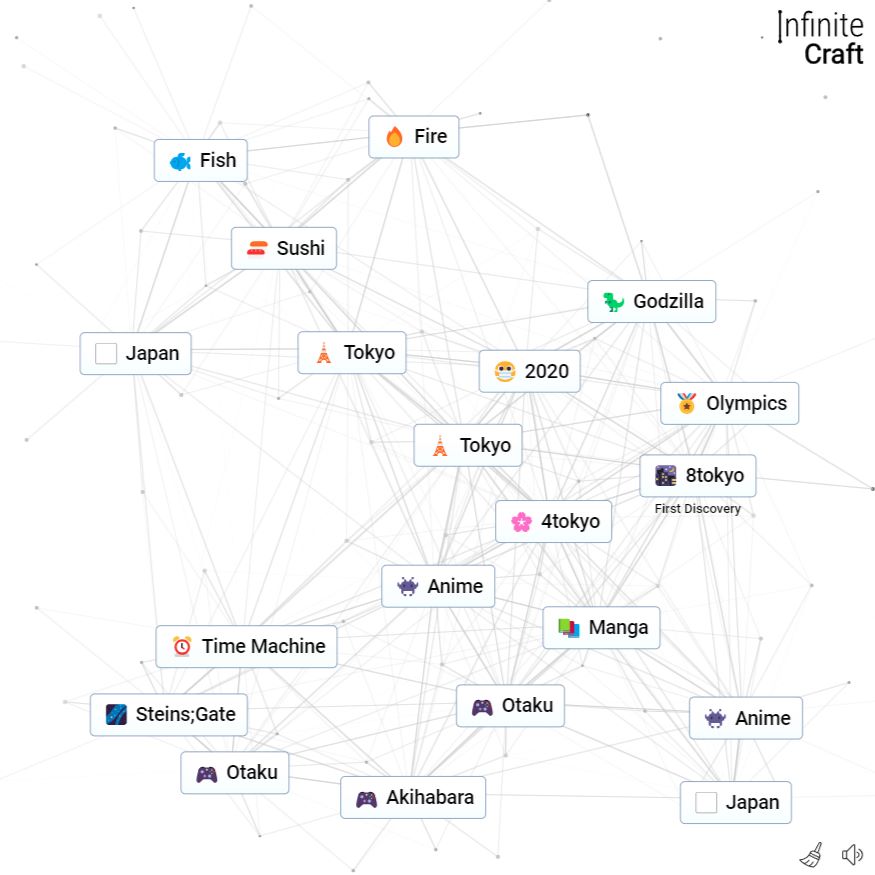 Infinite
Craft
Fire
Fish
Sushi
Godzilla
Japan
Tokyo
2020
Olympics
Tokyo
8tokyo
First Discovery
4tokyo
Anime
Manga
Time Machine
Otaku
Steins;Gate
Anime
Otaku
Akihabara
Japan